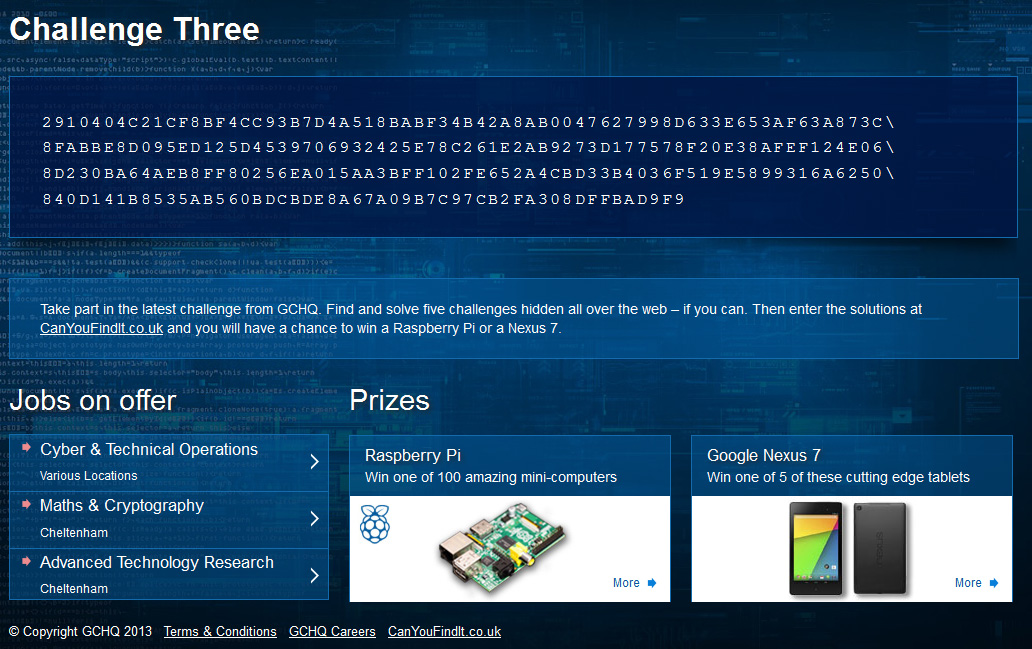 Challenge Three
2910404C21CF8BF4CC93B7D4A518BABF34B42A8AB0047627998D633E653AF63A873C\
8FABBE8D095ED125D4539706932425E78C261E2AB9273D177578F20E38AFEF124E06\
8D230BA64AEB8FF80256EA015AA3BFF102FE652A4CBD33B4036F519E5899316A6250\
840D141B8535AB560BDCBDE8A67A09B7C97CB2FA308DFFBAD9F9
Take part in the latest challenge from GCHQ. Find and solve five challenges hidden all over the web – if you can. Then enter the solutions at
CanYouFindIt.co.uk and you will have a chance to win a Raspberry Pi or a Nexus 7.
Jobs on offer
Cyber & Technical Operations
Various Locations
Maths & Cryptography
Cheltenham
Advanced Technology Research
Cheltenham
Prizes
Raspberry Pi
Win one of 100 amazing mini-computers
More
Google Nexus 7
Win one of 5 of these cutting edge tablets
More
© Copyright GCHQ 2013 Terms & Conditions GCHQ Careers CanYouFindIt.co.uk